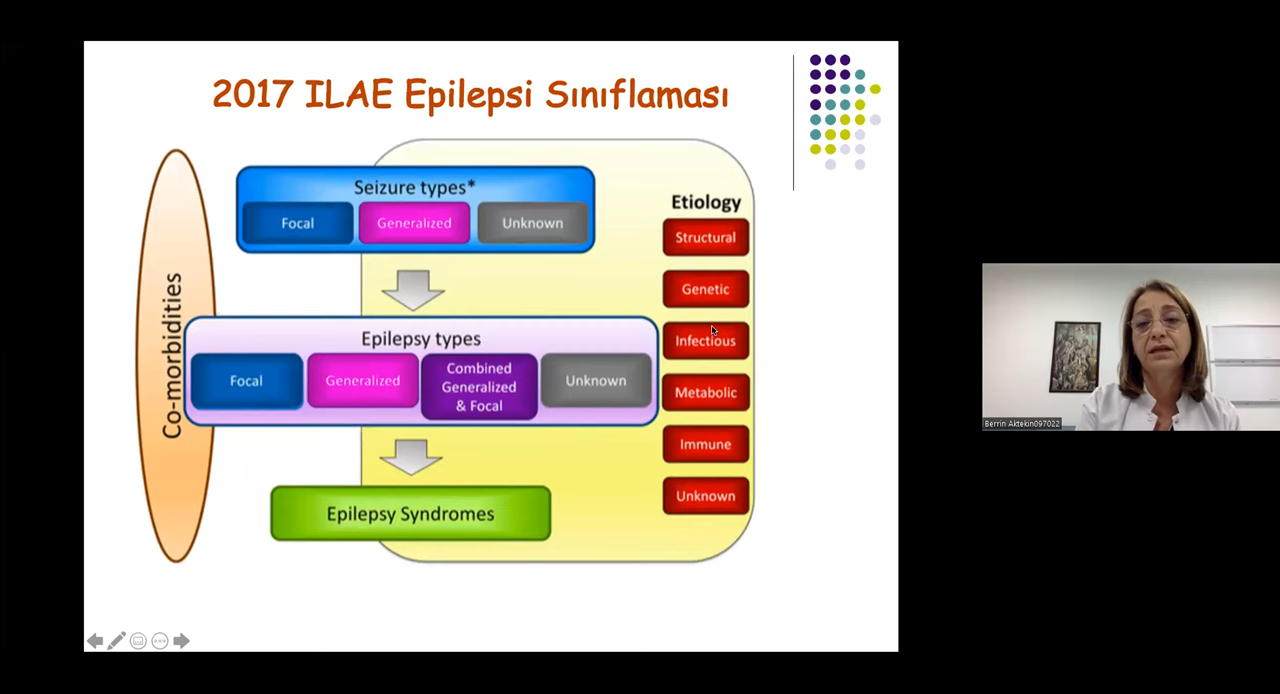 2017 ILAE Epilepsi Sınıflaması
Co-morbidities
Seizure types*
Focal
Generalized
Unknown
Epilepsy types
Focal
Generalized
Combined
Generalized
& Focal
Unknown
Epilepsy Syndromes
Etiology
Structural
Genetic
Infectious
Metabolic
Immune
Unknown
Berrin Aktekin097022